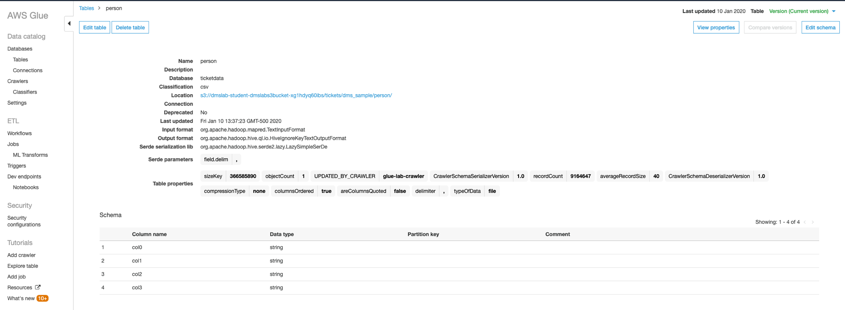 AWS Glue
Data catalog
Databases
Tables
Connections
Crawlers
Classifiers
Settings
ETL
Workflows
Jobs
ML Transforms
Triggers
Dev endpoints
Notebooks
Security
Security
configurations
Tutorials
Add crawler
Explore table
Add job
Resources
What's new 10+
Tables > person
Last updated 10 Jan 2020 Table Version (Current version)
Edit table Delete table View properties Compare versions Edit schema
Name person
Description
Database ticketdata
Classification csv
Location s3://dmslab-student-dmslabs3bucket-xg1hdyq60ibs/tickets/dms_sample/person/
Connection
Deprecated No
Last updated Fri Jan 10 13:37:23 GMT-500 2020
Input format org.apache.hadoop.mapred.TextInputFormat
Output format org.apache.hadoop.hive.ql.io.HiveIgnoreKeyTextOutputFormat
Serde serialization lib org.apache.hadoop.hive.serde2.lazy.LazySimpleSerDe
Serde parameters field.delim ,
Table properties
sizeKey 366585890 objectCount 1 UPDATED_BY_CRAWLER glue-lab-crawler CrawlerSchemaSerializerVersion 1.0 recordCount 9164647 averageRecordSize 40 CrawlerSchemaDeserializerVersion 1.0
compressionType none columnsOrdered true areColumnsQuoted false delimiter , typeOfData file
Schema
Showing: 1 - 4 of 4 < >
Column name Data type Partition key Comment
1 col0 string
2 col1 string
3 col2 string
4 col3 string